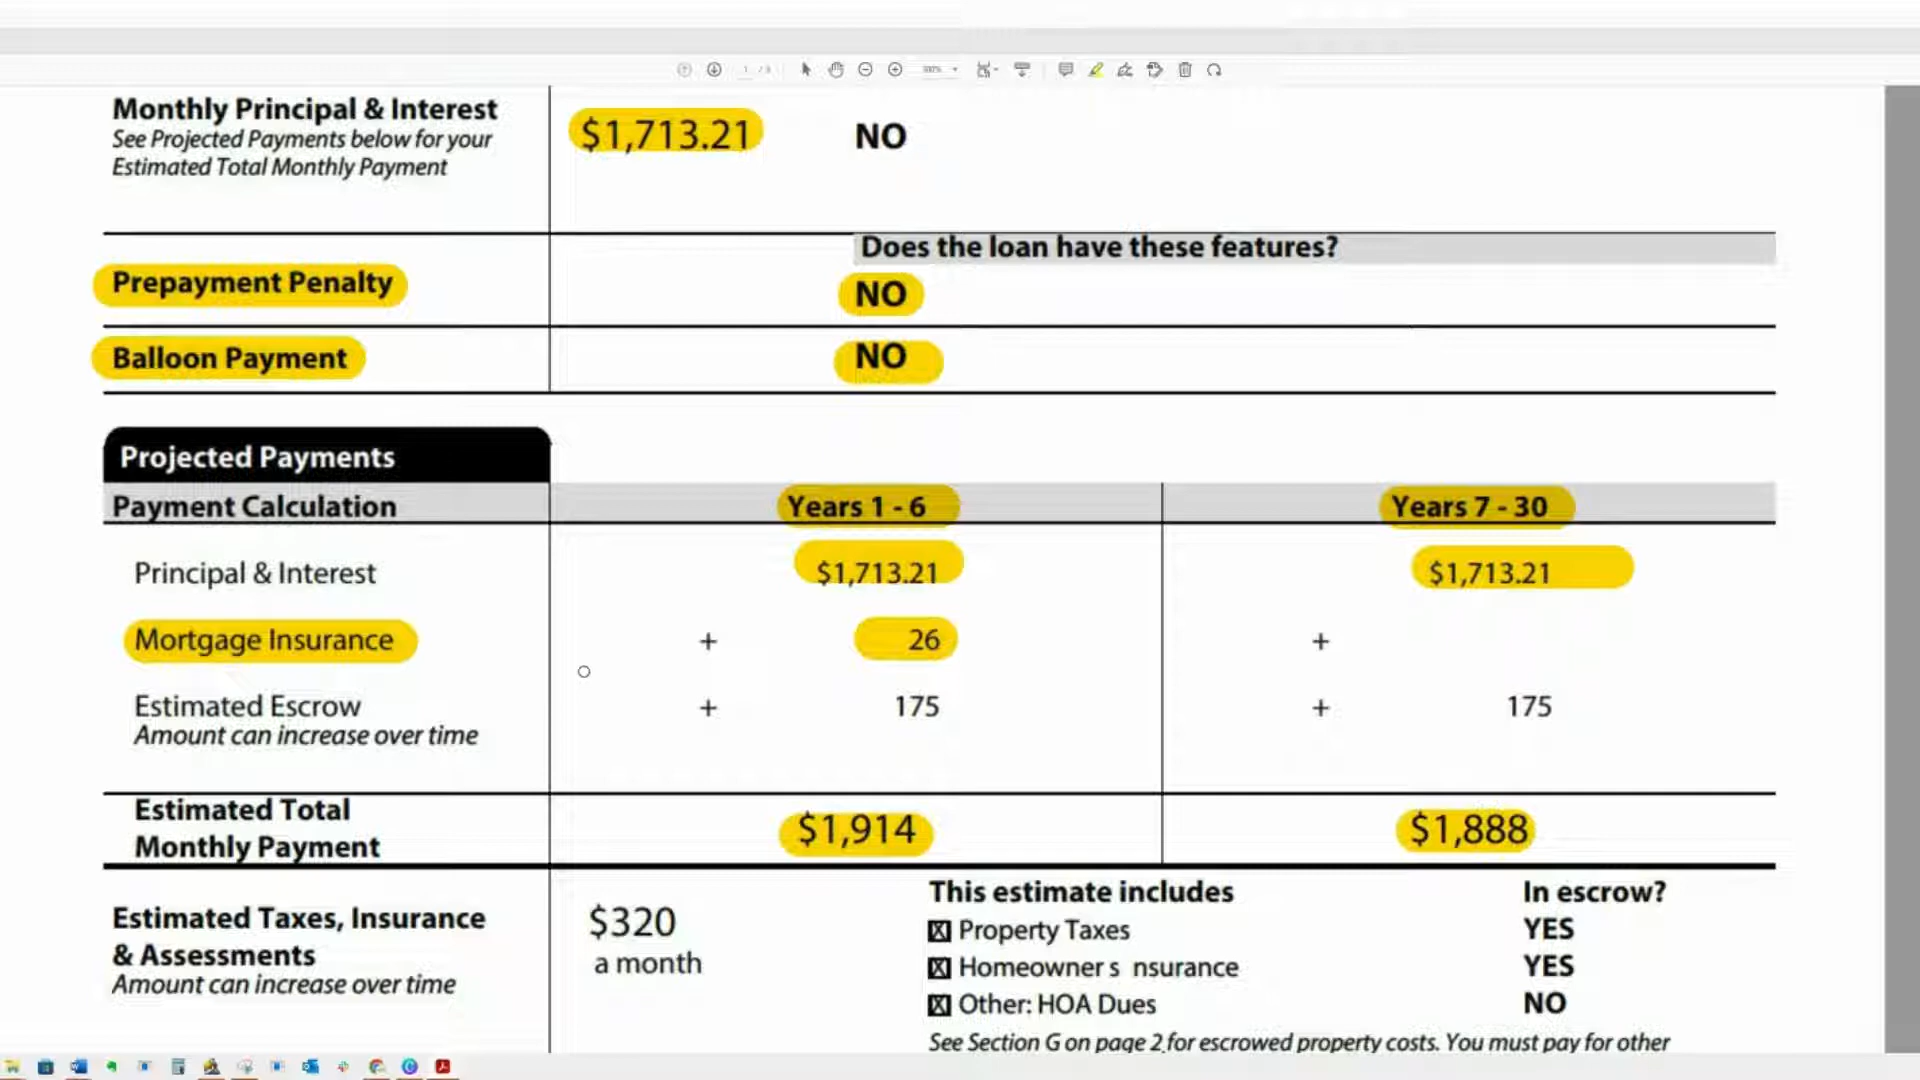 Monthly Principal & Interest
See Projected Payments below for your
Estimated Total Monthly Payment
$1,713.21 NO
Does the loan have these features?
Prepayment Penalty NO
Balloon Payment NO
Projected Payments
Payment Calculation Years 1 - 6 Years 7 - 30
Principal & Interest $1,713.21 $1,713.21
Mortgage Insurance + 26 +
Estimated Escrow + 175 + 175
Amount can increase over time
Estimated Total
Monthly Payment $1,914 $1,888
Estimated Taxes, Insurance
& Assessments
Amount can increase over time
$320
a month
This estimate includes In escrow?
Property Taxes YES
Homeowner s nsurance YES
Other: HOA Dues NO
See Section G on page 2 for escrowed property costs. You must pay for other